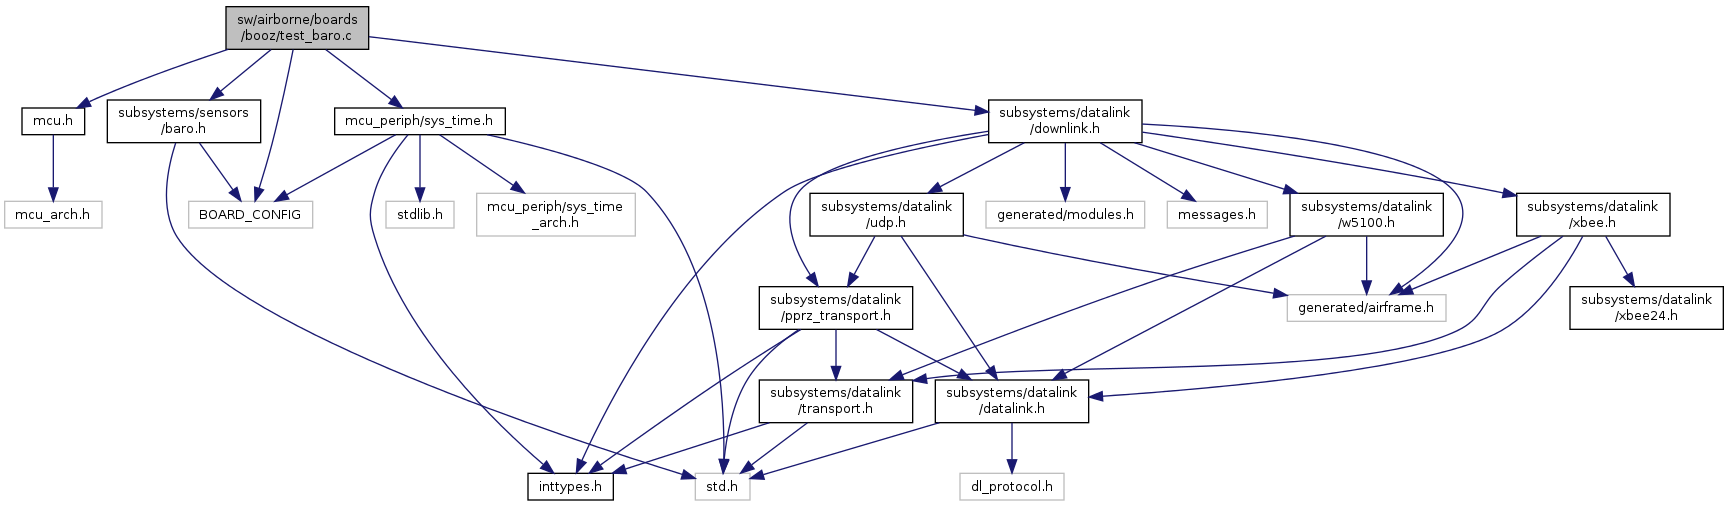 sw/airborne/boards
/booz/test_baro.c
mcu.h
subsystems/sensors
/baro.h
mcu_periph/sys_time.h
subsystems/datalink
/downlink.h
mcu_arch.h
BOARD_CONFIG
stdlib.h
mcu_periph/sys_time
_arch.h
subsystems/datalink
/udp.h
generated/modules.h
messages.h
subsystems/datalink
/w5100.h
subsystems/datalink
/xbee.h
subsystems/datalink
/pprz_transport.h
generated/airframe.h
subsystems/datalink
/xbee24.h
subsystems/datalink
/transport.h
subsystems/datalink
/datalink.h
inttypes.h
std.h
dl_protocol.h